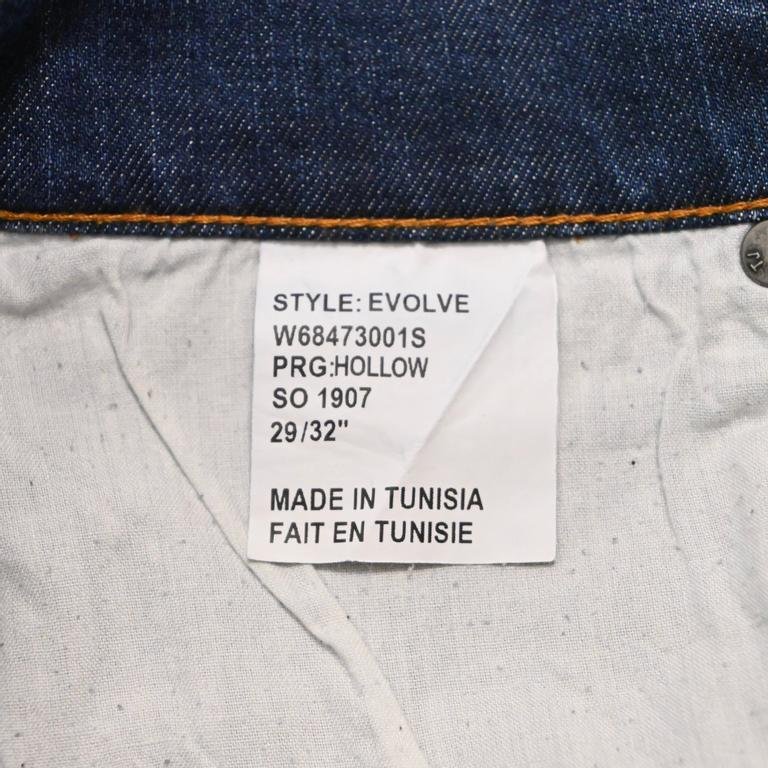 STYLE: EVOLVE
W68473001S
PRG:HOLLOW
SO 1907
29/32"
MADE IN TUNISIA
FAIT EN TUNISIE